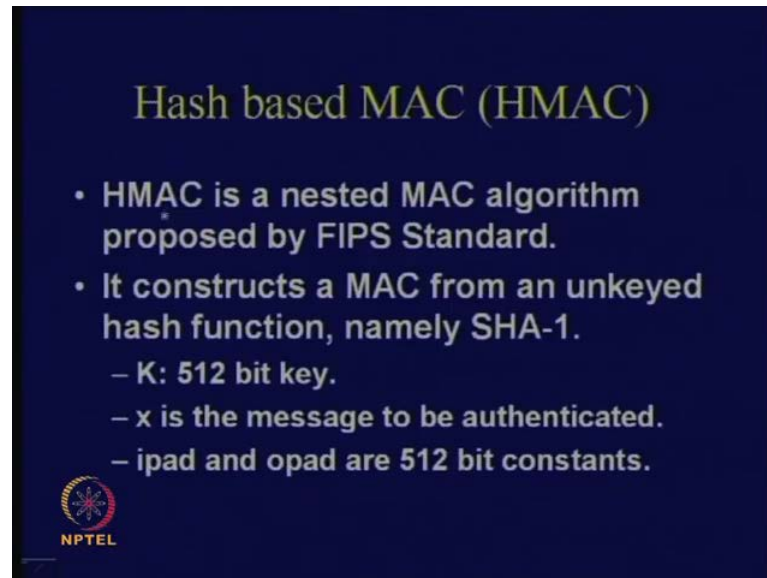 Hash based MAC (HMAC)
• HMAC is a nested MAC algorithm
proposed by FIPS Standard.
• It constructs a MAC from an unkeyed
hash function, namely SHA-1.
– K: 512 bit key.
– x is the message to be authenticated.
– ipad and opad are 512 bit constants.
NPTEL